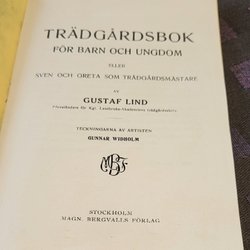 TRÄDGÅRDSBOK
FÖR BARN OCH UNGDOM
ELLER
SVEN OCH GRETA SOM TRÄDGÅRDSMÄSTARE
AV
GUSTAF LIND
TECKNINGARNA AV ARTISTEN
GUNNAR WIDHOLM
STOCKHOLM
MAGN. BERGVALLS FÖRLAG